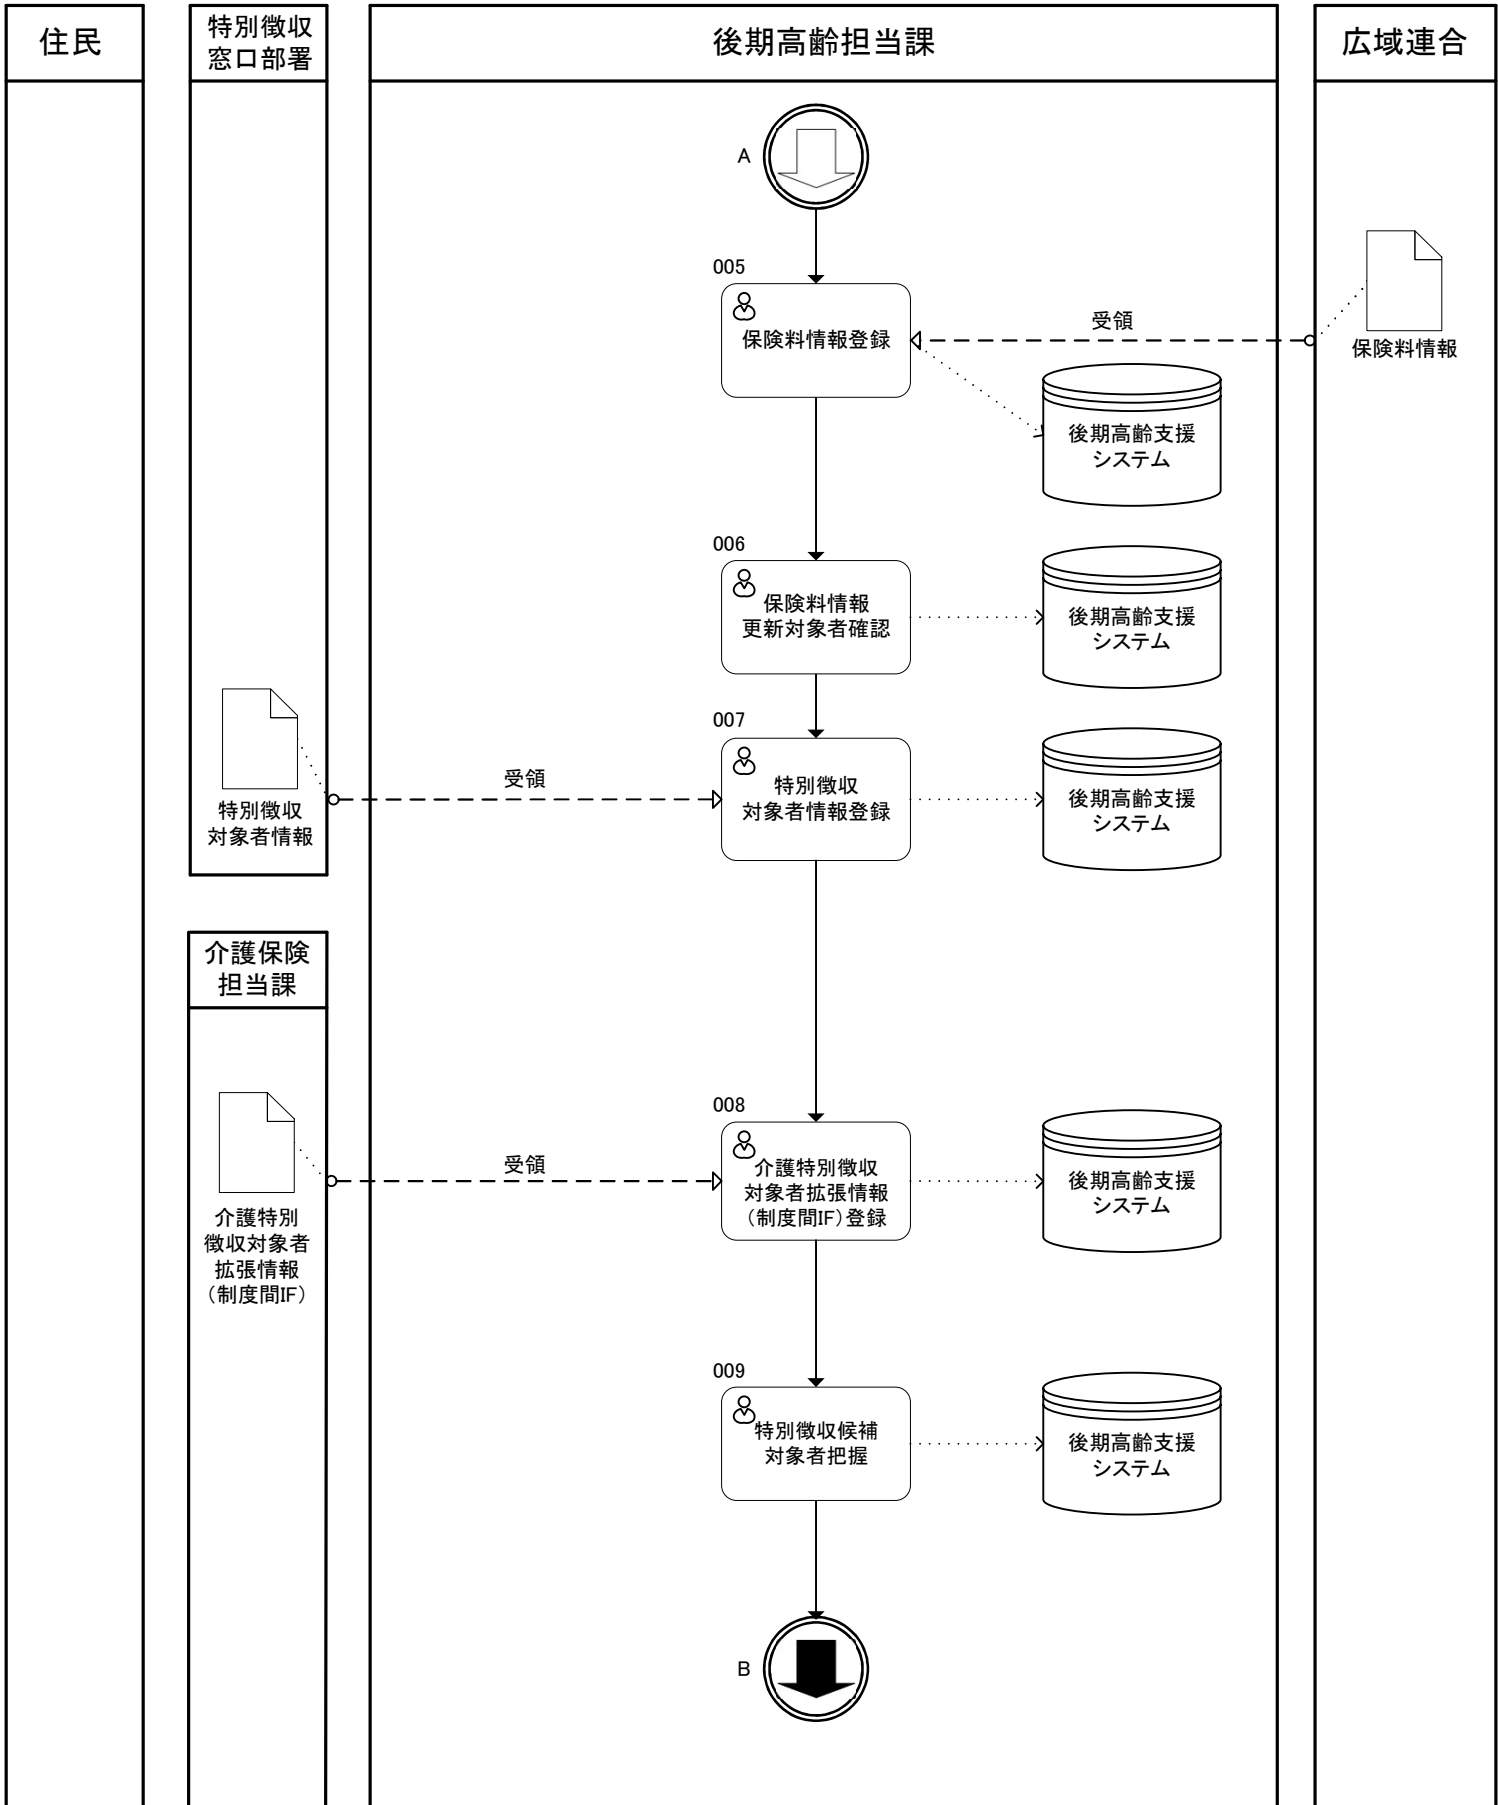 住民
特別徴収
窓口部署
後期高齢担当課
広域連合
A
005
保険料情報登録
受領
保険料情報
後期高齢支援
システム
006
保険料情報
更新対象者確認
後期高齢支援
システム
007
特別徴収
対象者情報登録
受領
特別徴収
対象者情報
後期高齢支援
システム
介護保険
担当課
008
介護特別徴収
対象者拡張情報
（制度間IF）登録
受領
介護特別
徴収対象者
拡張情報
（制度間IF）
後期高齢支援
システム
009
特別徴収候補
対象者把握
後期高齢支援
システム
B